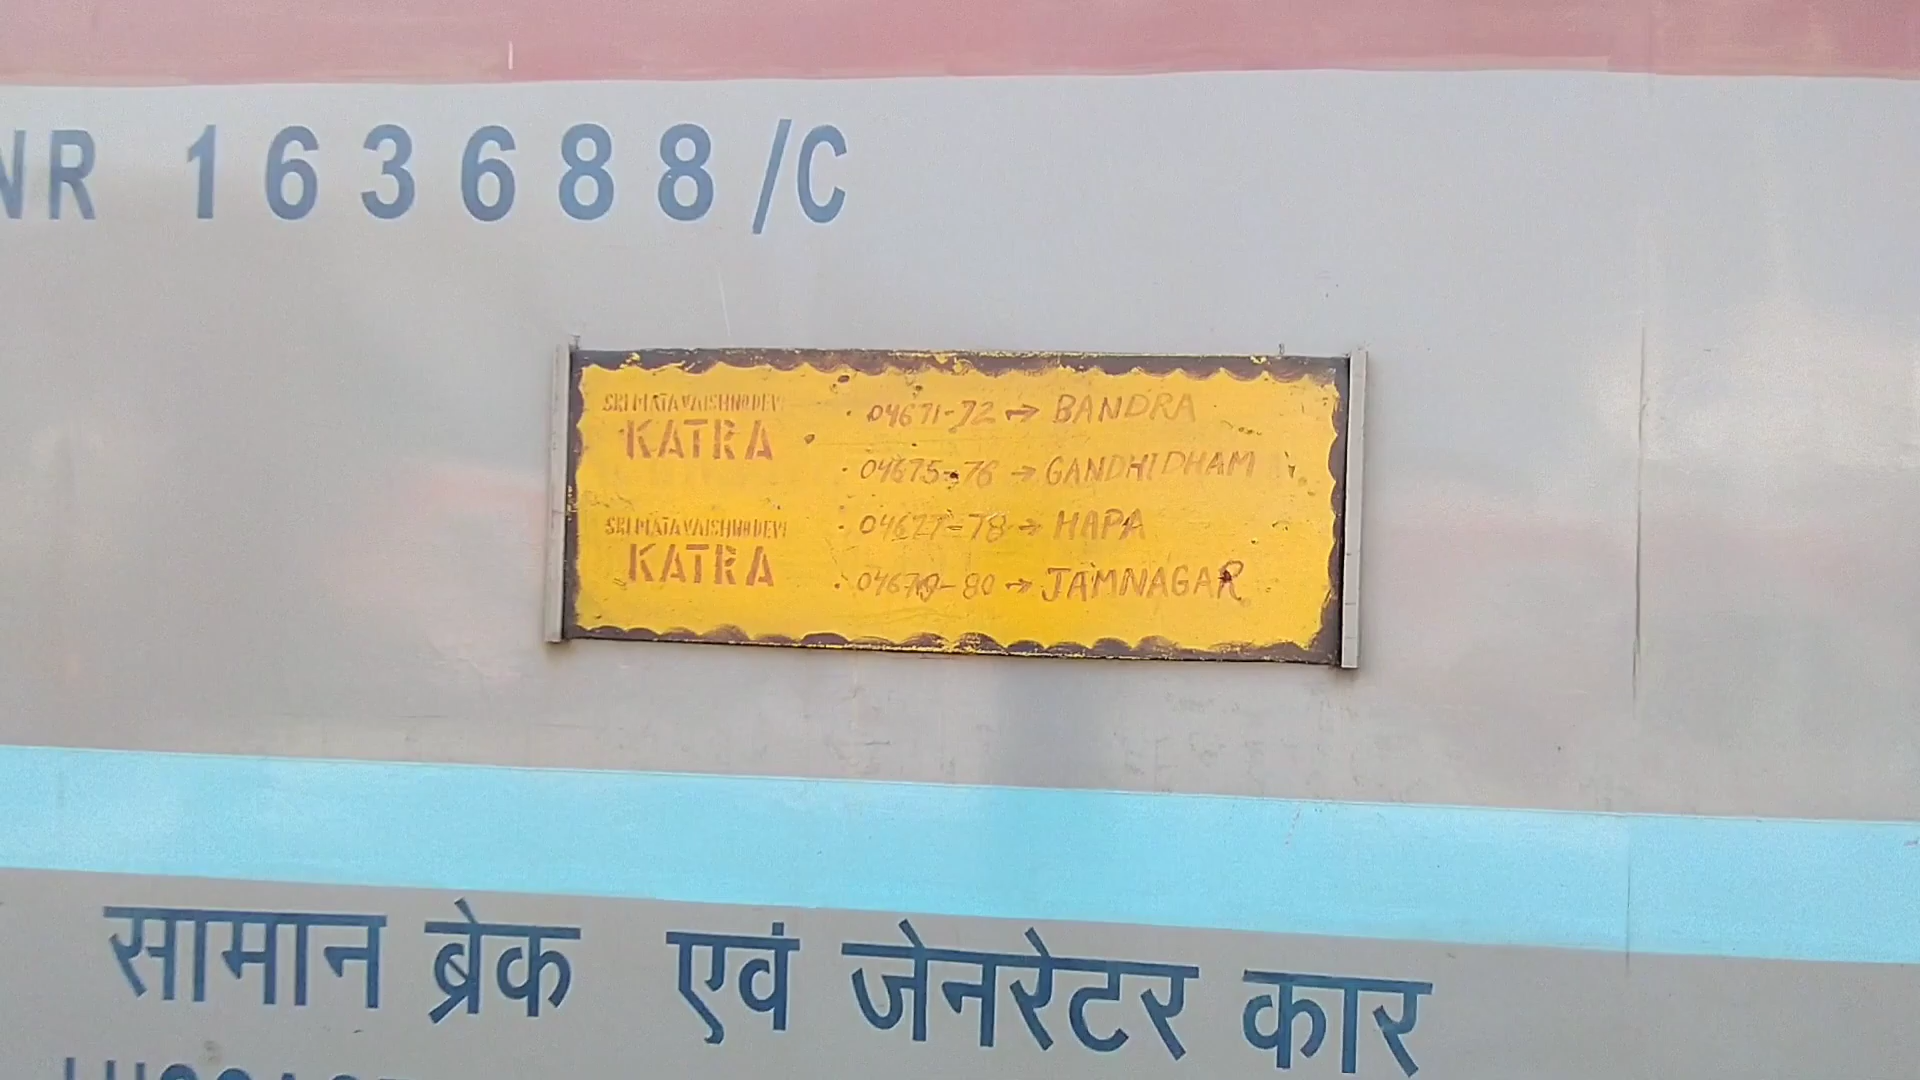 NR 163688/C
SRI MATA VAISHNO DEVI
KATRA
SRI MATA VAISHNO DEVI
KATRA
· 04671-72 → BANDRA
· 04675-76 → GANDHIDHAM
· 04677-78 → HAPA
· 04679-80 → JAMNAGAR
सामान ब्रेक एवं जेनरेटर कार